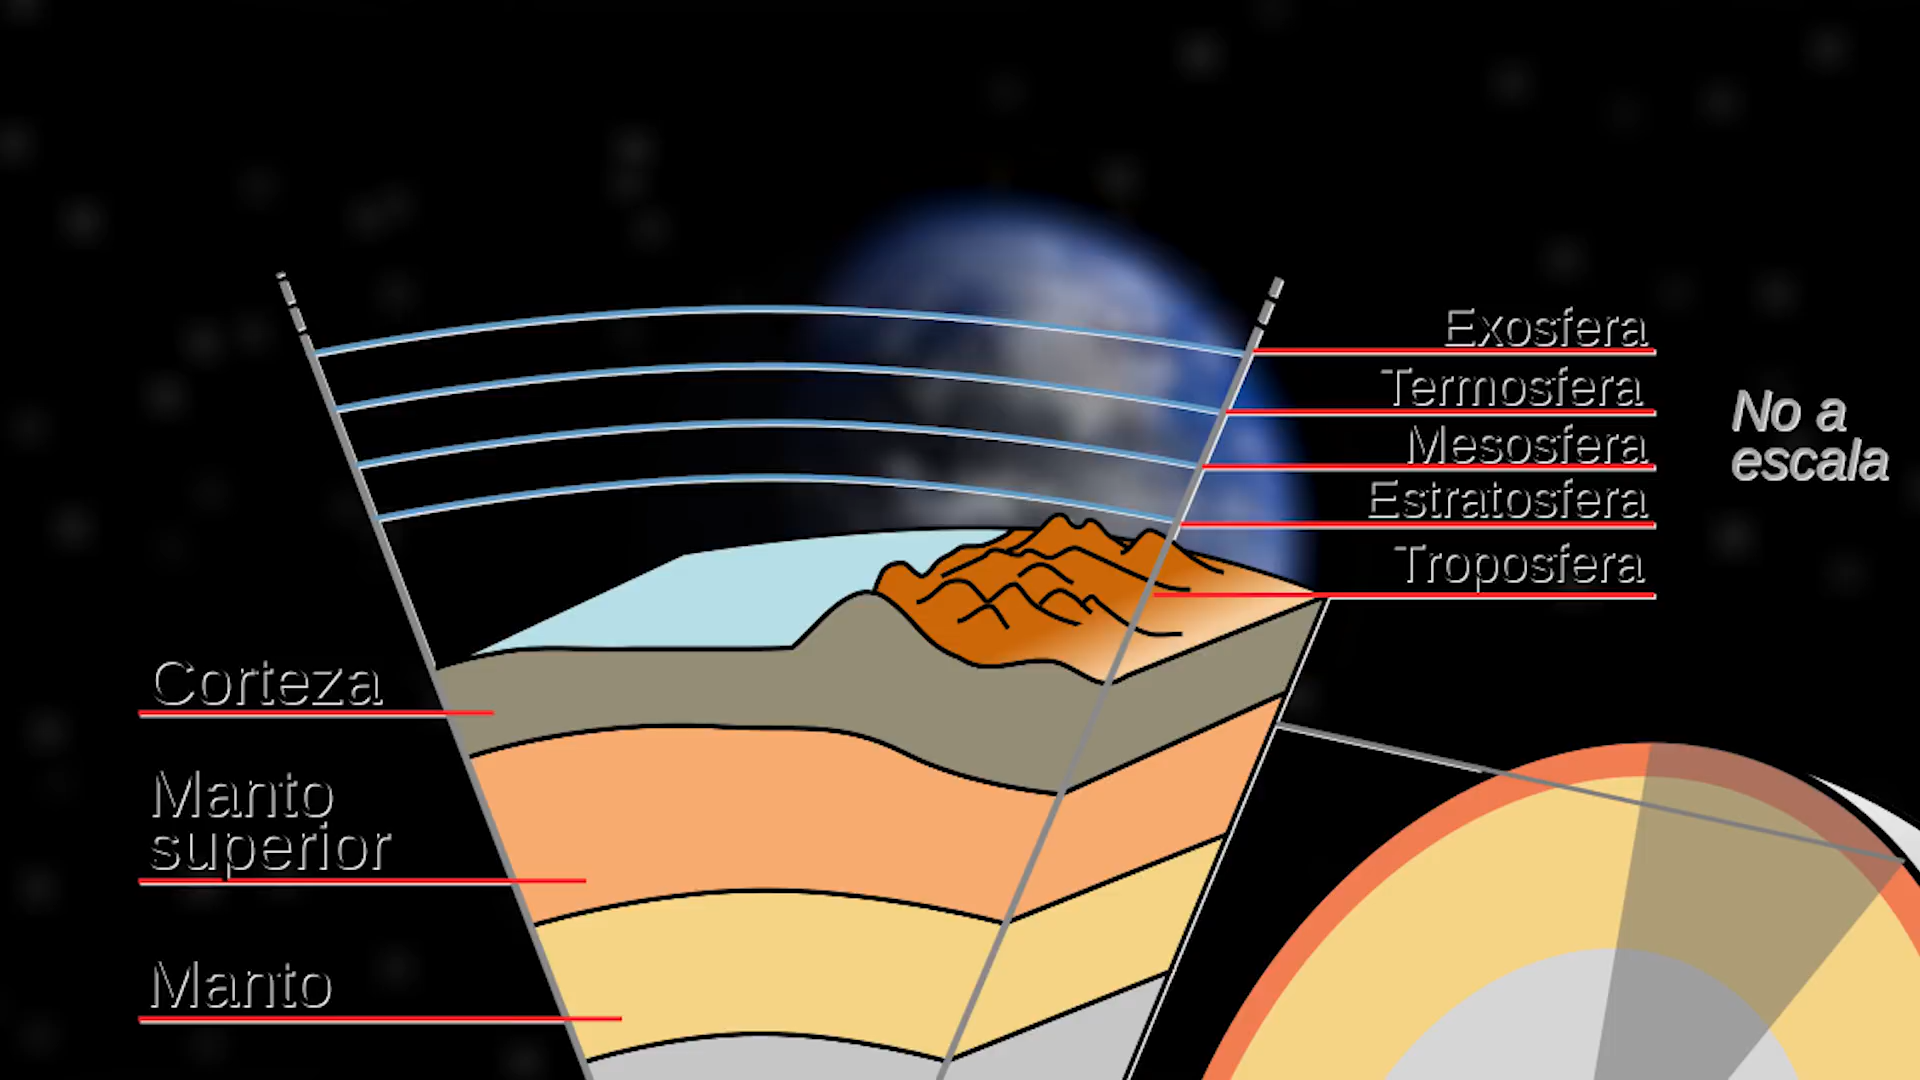 Exosfera
Termosfera
Mesosfera
Estratosfera
Troposfera
No a
escala
Corteza
Manto
superior
Manto